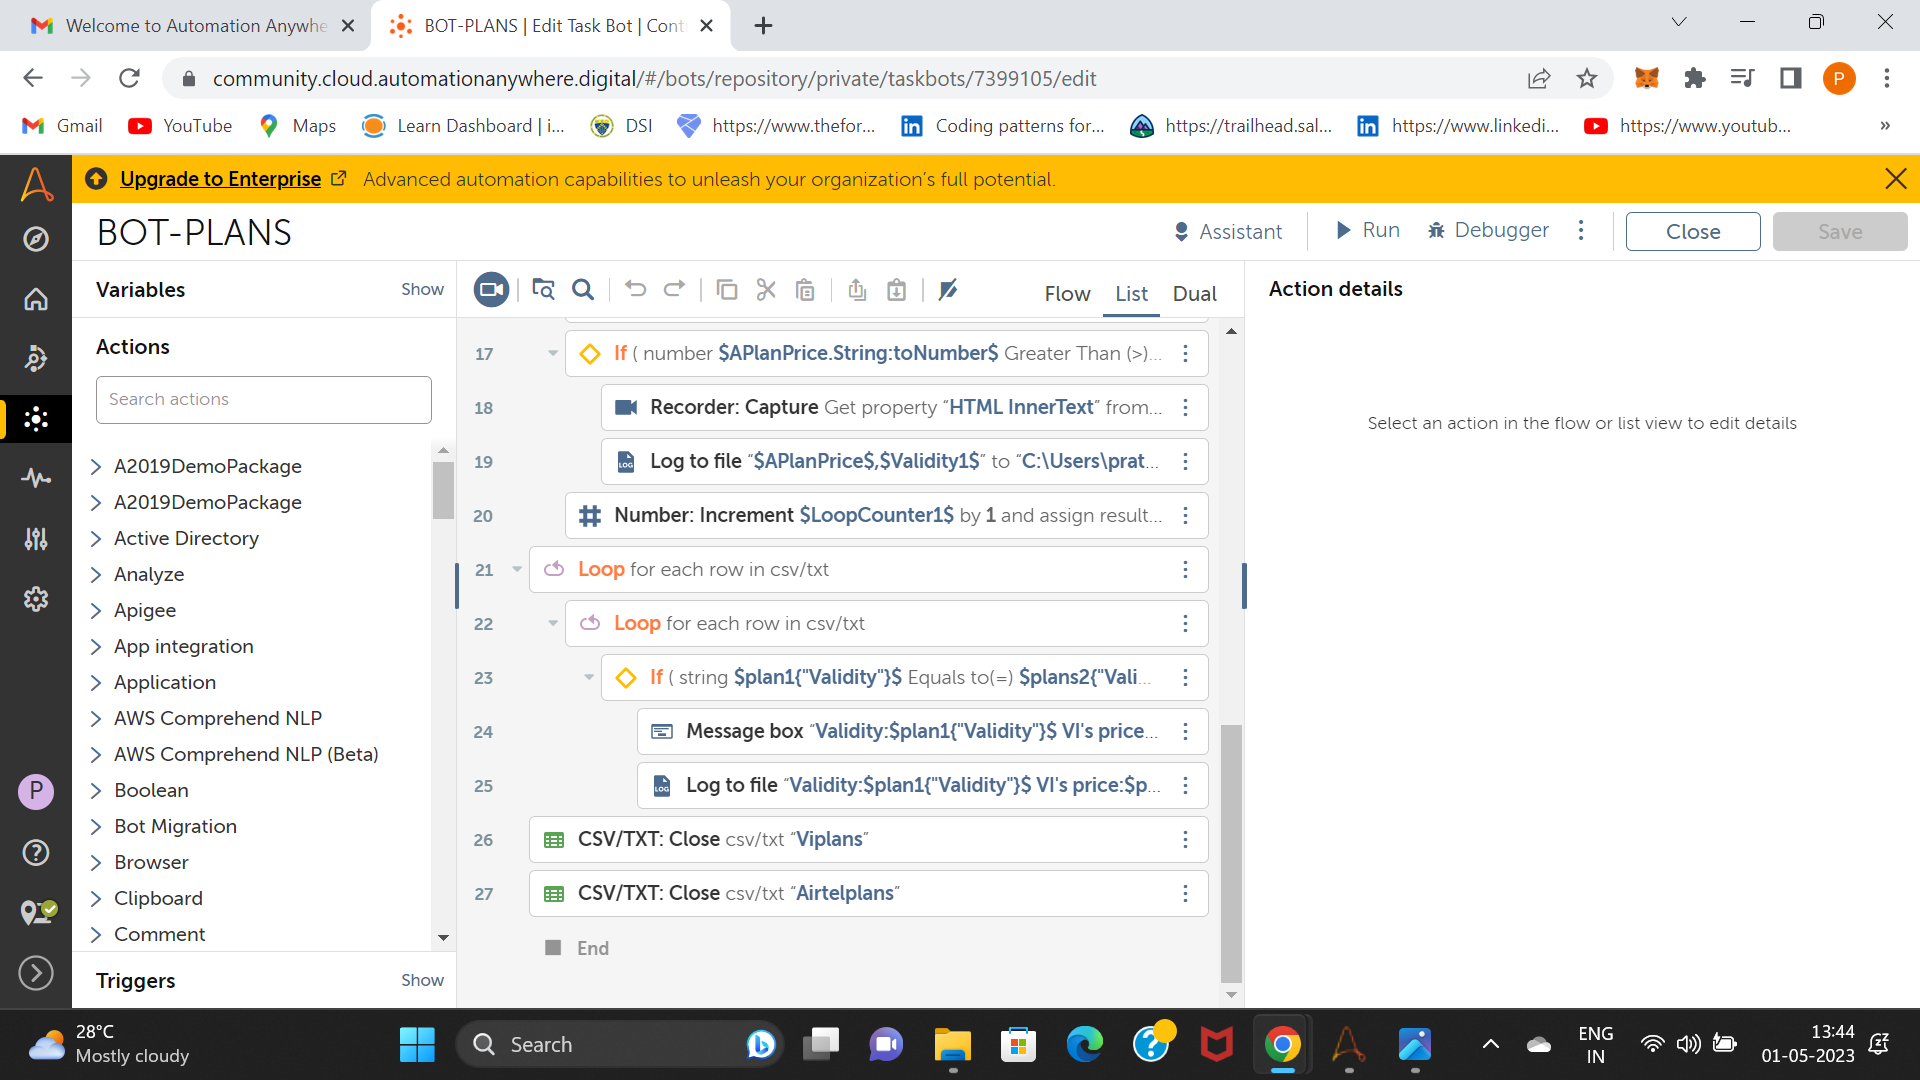 Welcome to Automation Anywhe
BOT-PLANS | Edit Task Bot | Cont
community.cloud.automationanywhere.digital/#/bots/repository/private/taskbots/7399105/edit
P
Gmail
YouTube
Maps
Learn Dashboard | i...
DSI
https://www.thefor...
Coding patterns for...
https://trailhead.sal...
https://www.linkedi...
https://www.youtub...
»
Upgrade to Enterprise
Advanced automation capabilities to unleash your organization's full potential.
BOT-PLANS
Assistant
Run
Debugger
Close
Save
Variables
Show
Flow
List
Dual
Action details
Actions
Search actions
A2019DemoPackage
A2019DemoPackage
Active Directory
Analyze
Apigee
App integration
Application
AWS Comprehend NLP
AWS Comprehend NLP (Beta)
Boolean
Bot Migration
Browser
Clipboard
Comment
Triggers
Show
P
17 If ( number $APlanPrice.String:toNumber$ Greater Than (>)...
18 Recorder: Capture Get property “HTML InnerText” from...
19 LOG Log to file “$APlanPrice$,$Validity1$” to “C:\Users\prat...
20 Number: Increment $LoopCounter1$ by 1 and assign result...
21 Loop for each row in csv/txt
22 Loop for each row in csv/txt
23 If ( string $plan1{"Validity"}$ Equals to(=) $plans2{"Vali...
24 Message box “Validity:$plan1{"Validity"}$ VI's price...
25 LOG Log to file “Validity:$plan1{"Validity"}$ VI's price:$p...
26 CSV/TXT: Close csv/txt “Viplans”
27 CSV/TXT: Close csv/txt “Airtelplans”
End
Select an action in the flow or list view to edit details
28°C
Mostly cloudy
Search
ENG
IN
13:44
01-05-2023